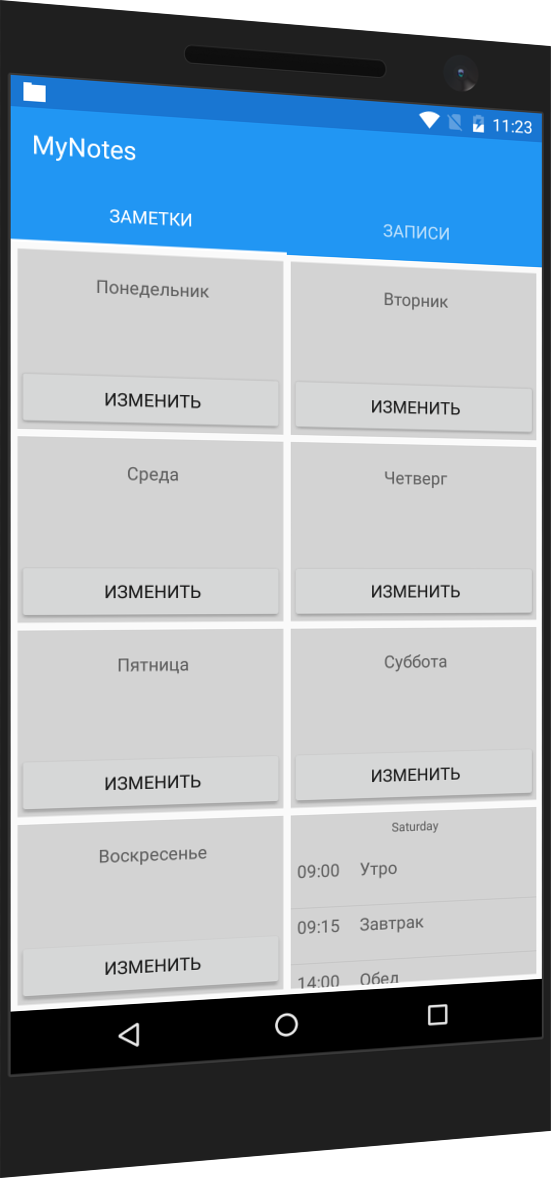 11:23
MyNotes
ЗАМЕТКИ
ЗАПИСИ
Понедельник
Вторник
ИЗМЕНИТЬ
ИЗМЕНИТЬ
Среда
Четверг
ИЗМЕНИТЬ
ИЗМЕНИТЬ
Пятница
Суббота
ИЗМЕНИТЬ
ИЗМЕНИТЬ
Воскресенье
ИЗМЕНИТЬ
Saturday
09:00 Утро
09:15 Завтрак
14:00 Обед